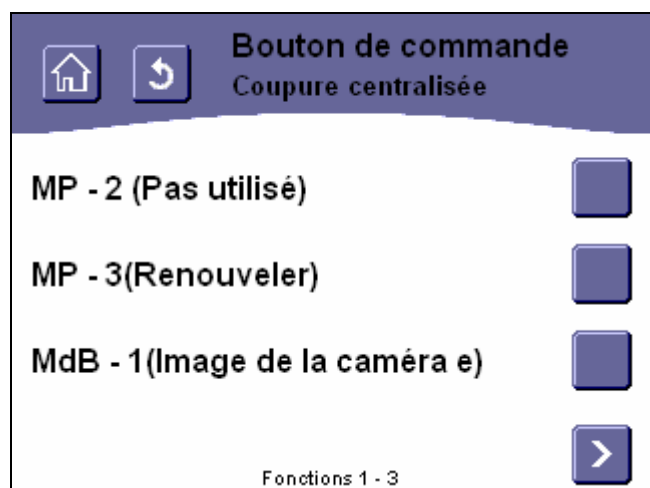 Bouton de commande
Coupure centralisée
MP - 2 (Pas utilisé)
MP - 3(Renouveler)
MdB - 1(Image de la caméra e)
Fonctions 1 - 3